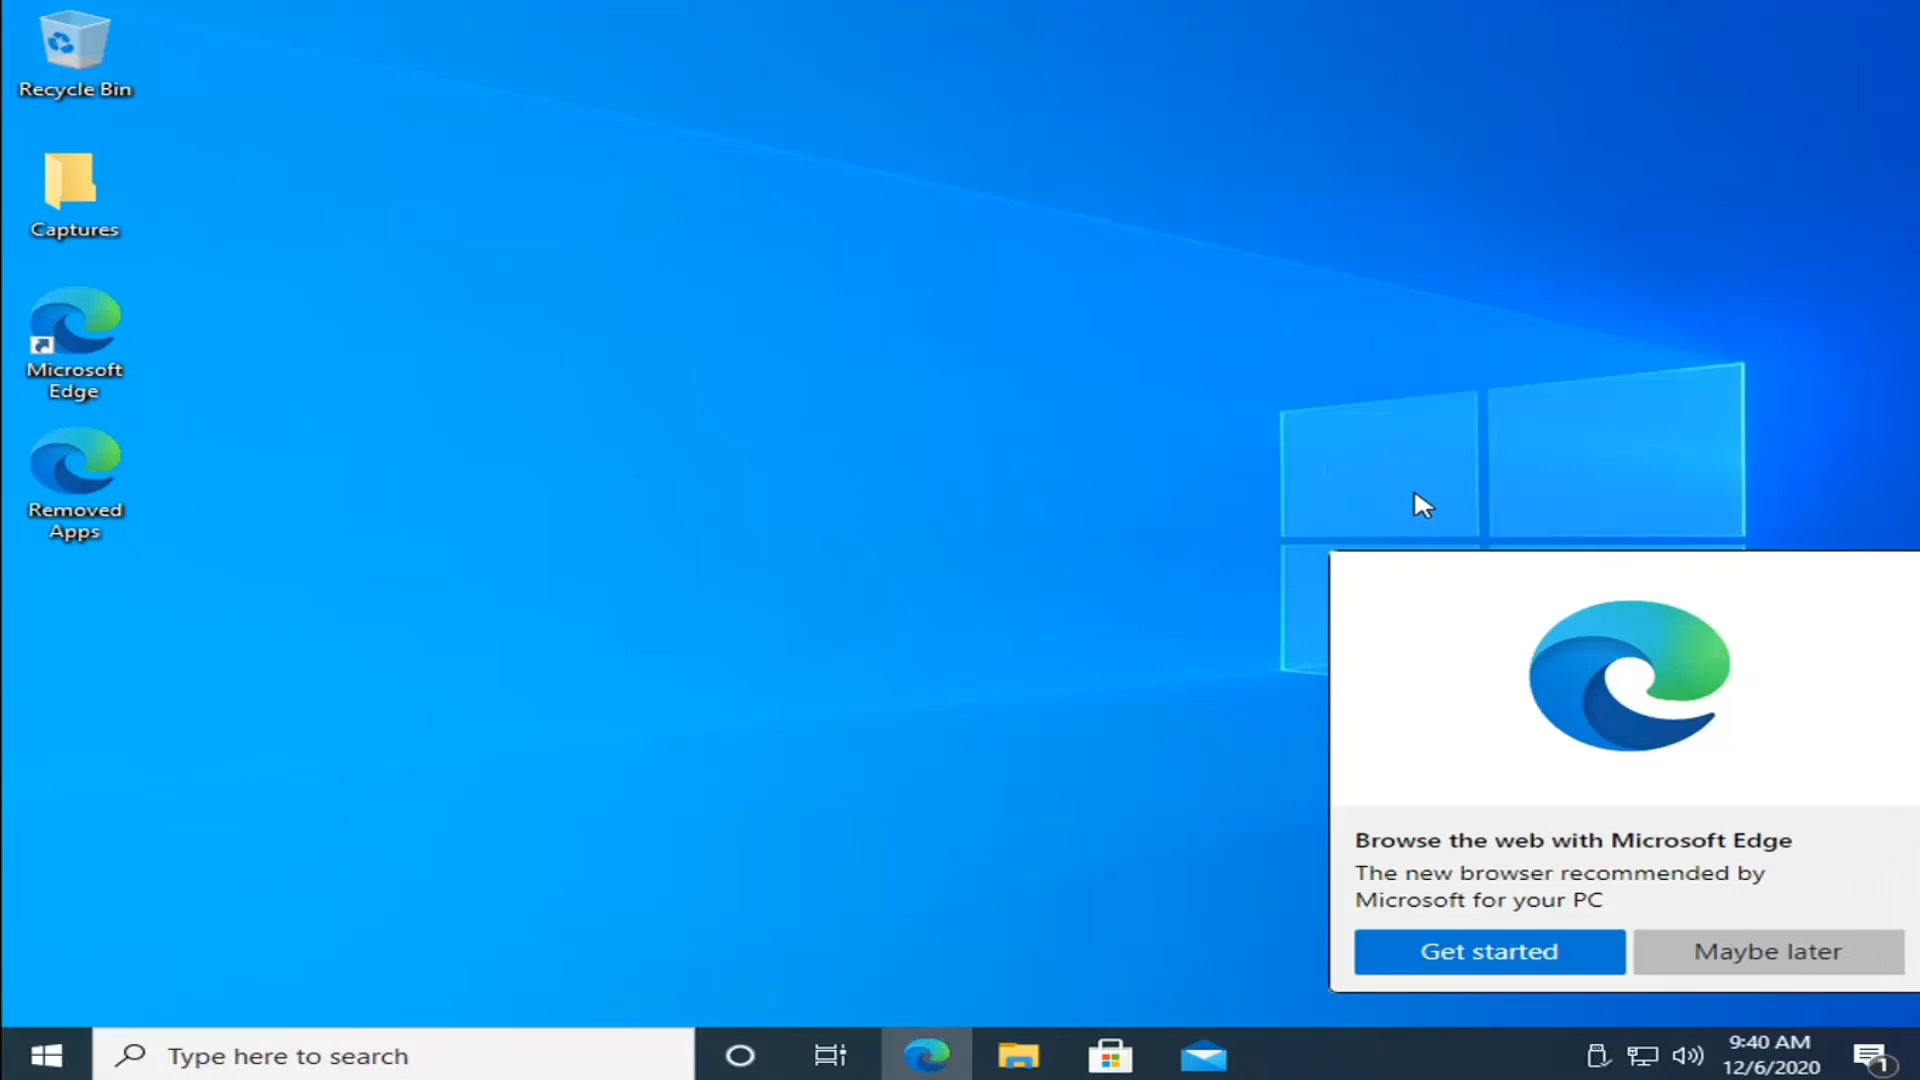 Recycle Bin
Captures
Microsoft
Edge
Removed
Apps
Browse the web with Microsoft Edge
The new browser recommended by
Microsoft for your PC
Get started
Maybe later
Type here to search
9:40 AM
12/6/2020
1